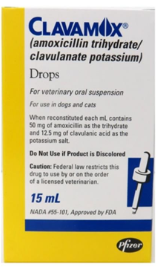 CLAVAMOX®
(amoxicillin trihydrate/
clavulanate potassium)
Drops
For veterinary oral suspension
For use in dogs and cats
When reconstituted each mL contains
50 mg of amoxicillin as the trihydrate
and 12.5 mg of clavulanic acid as the
potassium salt.
Do Not Use if Product is Discolored
Caution: Federal law restricts this
drug to use by or on the order
of a licensed veterinarian.
15 mL
NADA #55-101, Approved by FDA
Pfizer